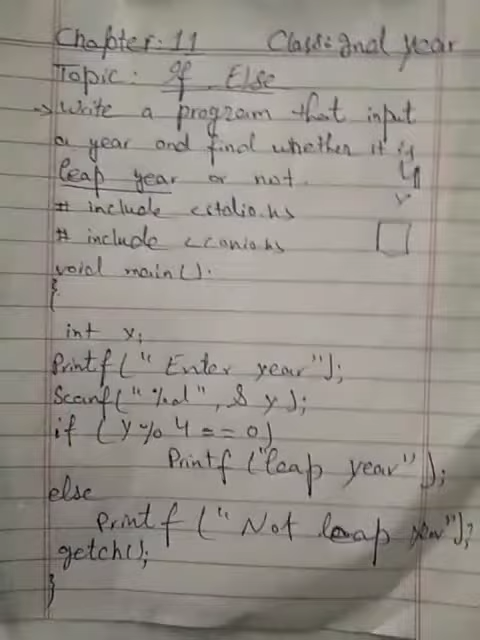 Chapter: 11 Class: 2nd year
Topic: If Else
→ Write a program that input
a year and find whether it is
leap year or not.
# include <stdio.h>
# include <conio.h>
void main().
{
int y;
Printf (" Enter year");
Scanf(" %d", & y);
if (y % 4 == 0)
Printf ("leap year");
else
Printf (" Not leap year");
getch();
}